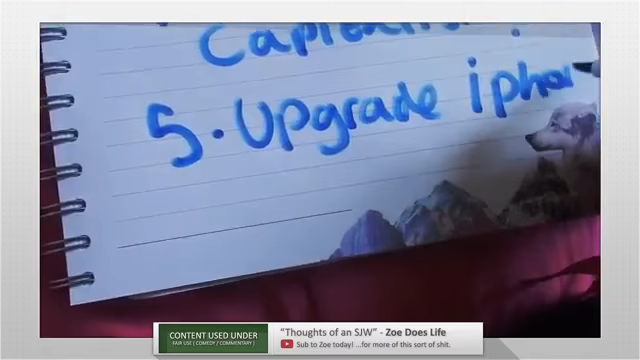 5. Upgrade
CONTENT USED UNDER
FAIR USE ( COMEDY / COMMENTARY )
"Thoughts of an SJW" - Zoe Does Life
Sub to Zoe today! ...for more of this sort of shit.